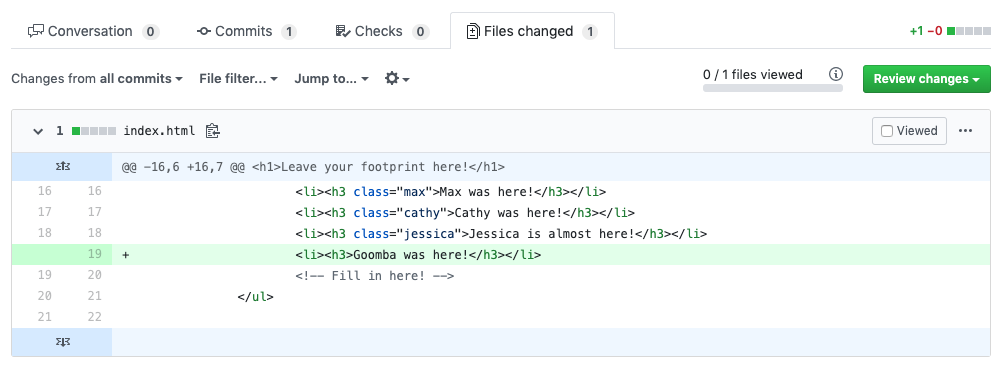 Conversation 0 Commits 1 Checks 0 Files changed 1 +1 −0
Changes from all commits File filter... Jump to... 0 / 1 files viewed Review changes
1 index.html Viewed
@@ -16,6 +16,7 @@ <h1>Leave your footprint here!</h1>
16 16 <li><h3 class="max">Max was here!</h3></li>
17 17 <li><h3 class="cathy">Cathy was here!</h3></li>
18 18 <li><h3 class="jessica">Jessica is almost here!</h3></li>
19 + <li><h3>Goomba was here!</h3></li>
19 20 <!-- Fill in here! -->
20 21 </ul>
21 22